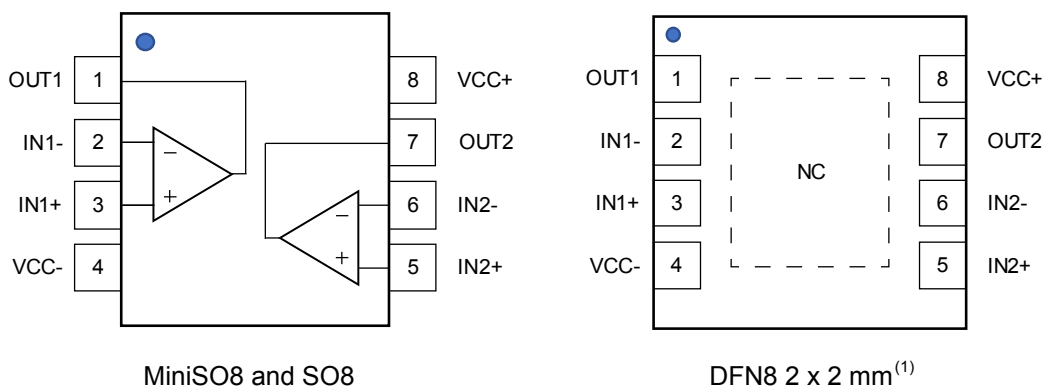 OUT1 1 8 VCC+
IN1- 2 − 7 OUT2
IN1+ 3 + − 6 IN2-
VCC- 4 + 5 IN2+
MiniSO8 and SO8
OUT1 1 8 VCC+
IN1- 2 7 OUT2
NC
IN1+ 3 6 IN2-
VCC- 4 5 IN2+
DFN8 2 x 2 mm(1)